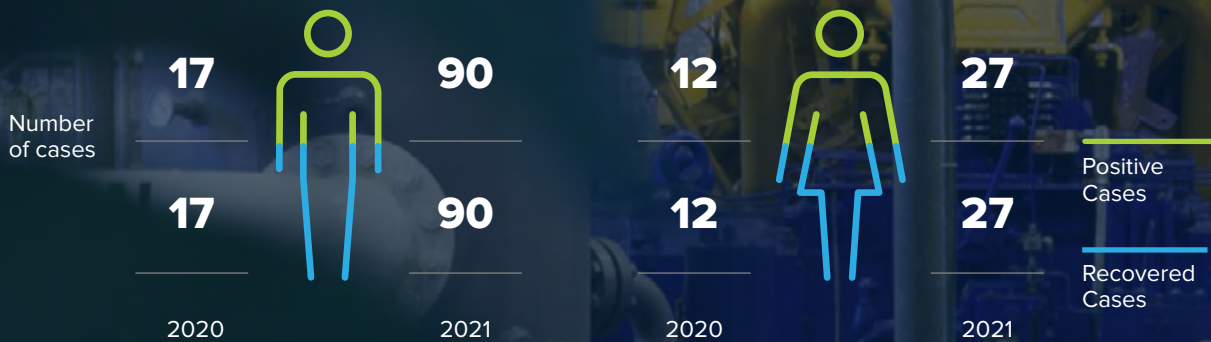 17
90
12
27
Number
of cases
Positive
Cases
17
90
12
27
Recovered
Cases
2020
2021
2020
2021